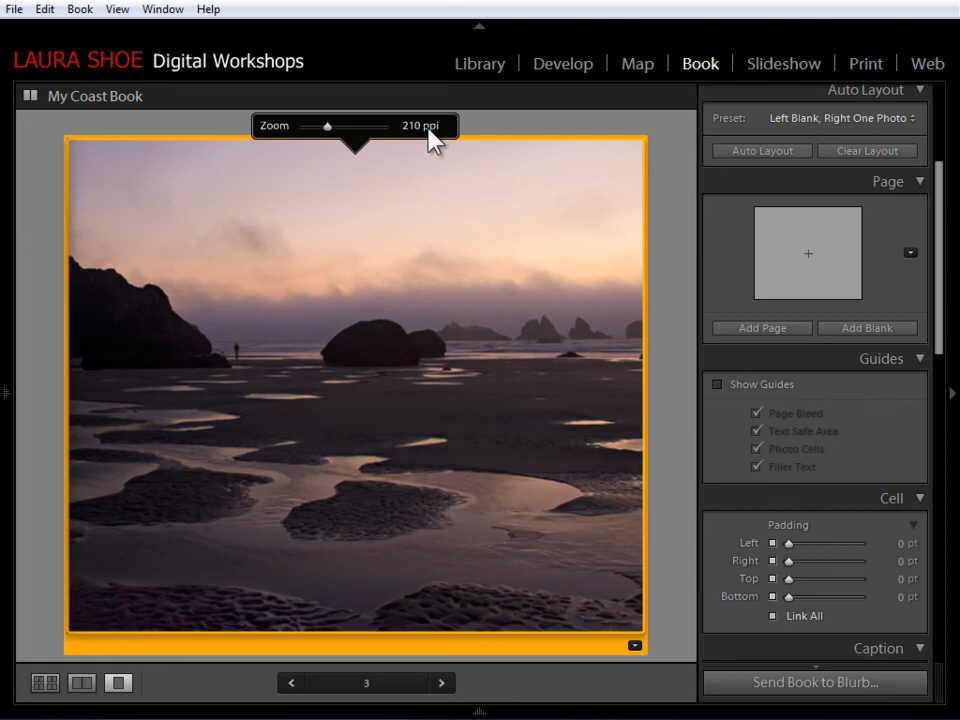 File Edit Book View Window Help
LAURA SHOE Digital Workshops
Library Develop Map Book Slideshow Print Web
My Coast Book
Zoom 210 ppi
Auto Layout
Preset: Left Blank, Right One Photo
Auto Layout Clear Layout
Page
Add Page Add Blank
Guides
Show Guides
Page Bleed
Text Safe Area
Photo Cells
Filler Text
Cell
Padding
Left 0 pt
Right 0 pt
Top 0 pt
Bottom 0 pt
Link All
Caption
3
Send Book to Blurb...